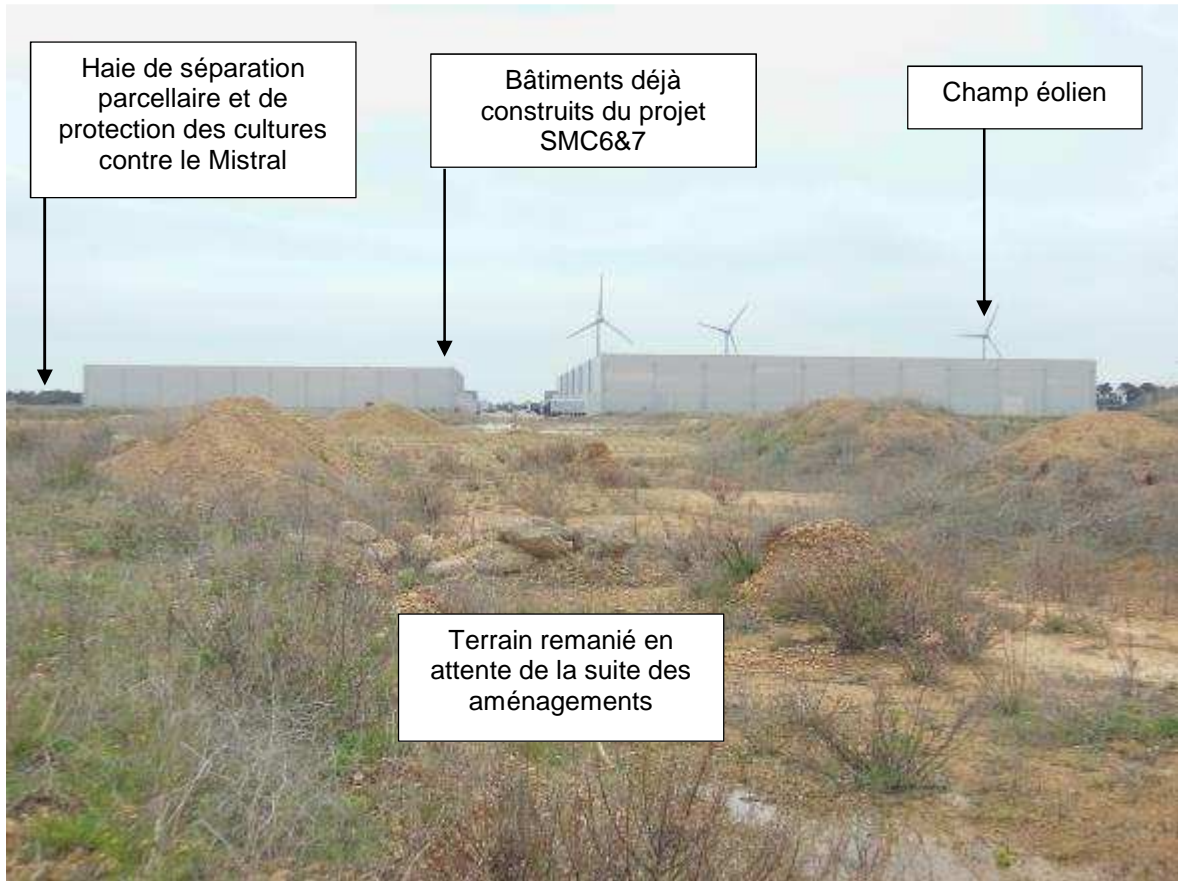 Haie de séparation
parcellaire et de
protection des cultures
contre le Mistral
Bâtiments déjà
construits du projet
SMC6&7
Champ éolien
Terrain remanié en
attente de la suite des
aménagements